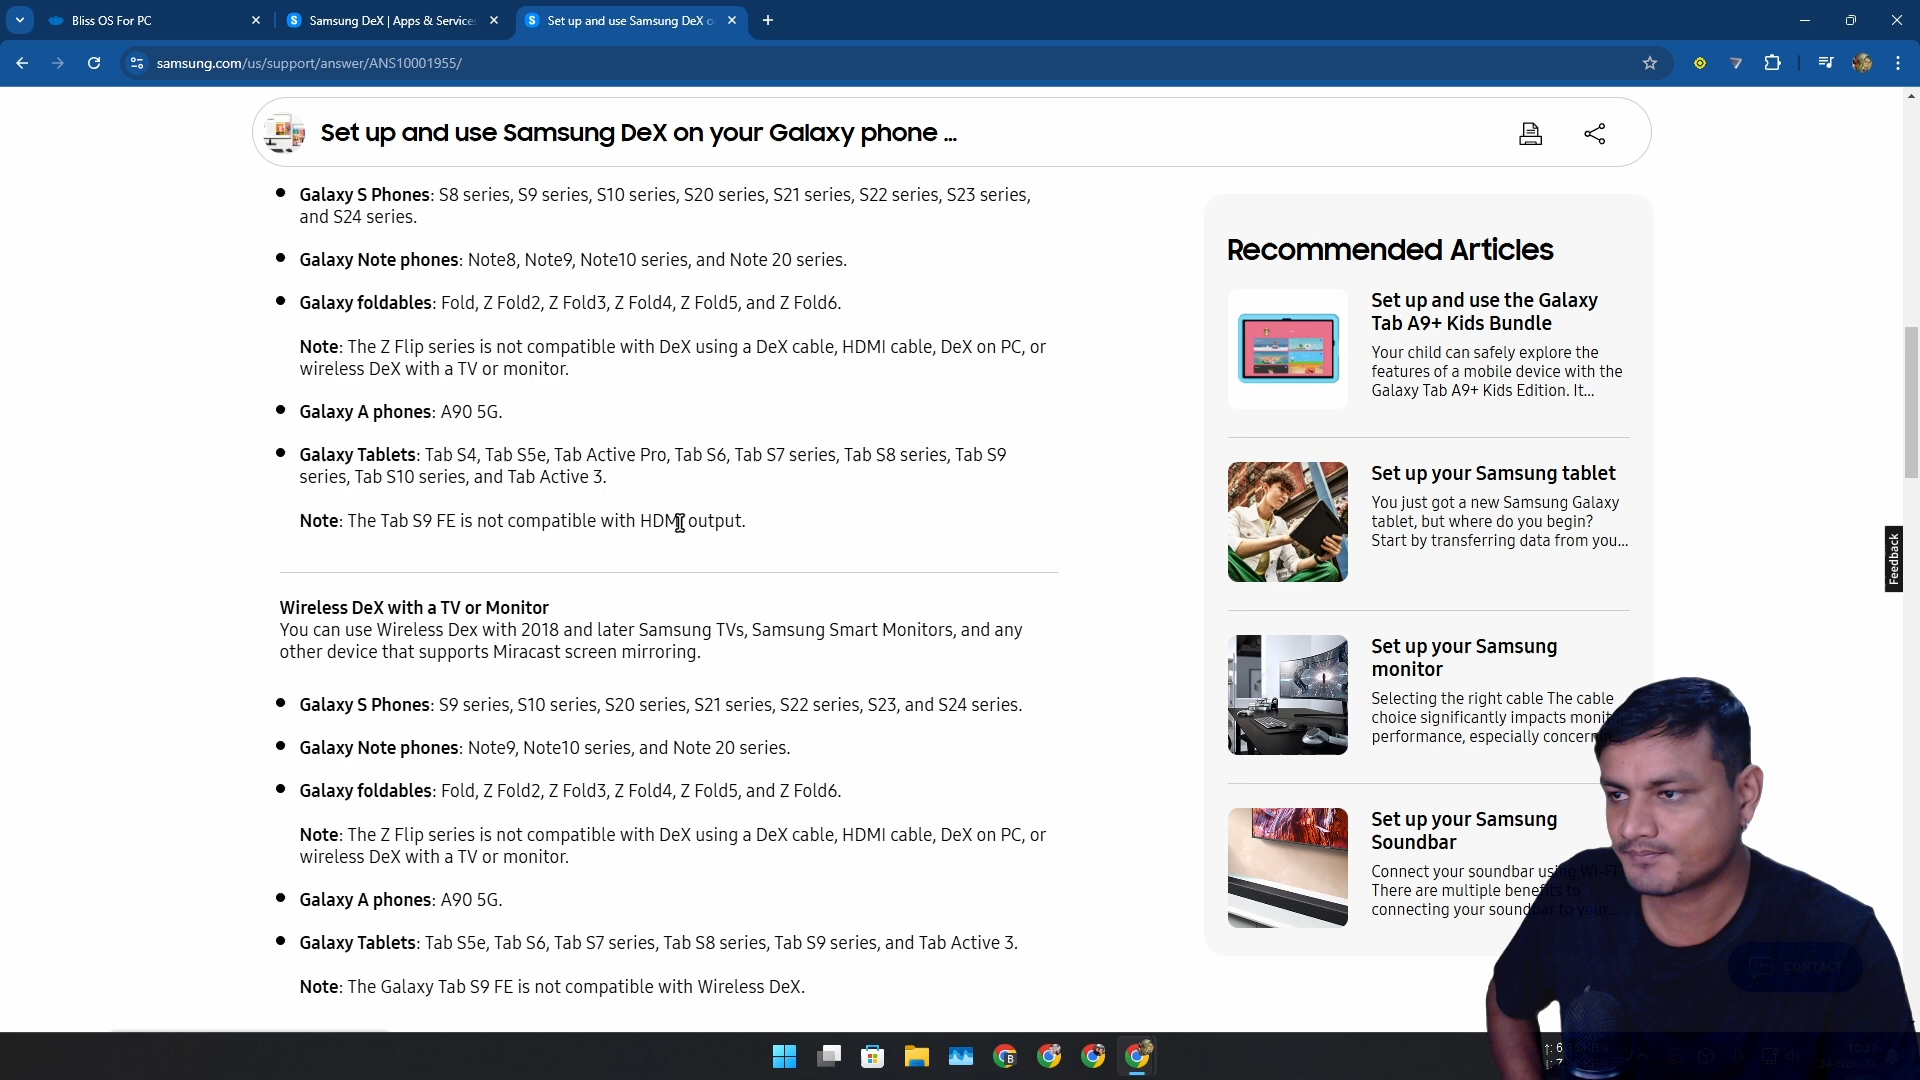 Bliss OS For PC
Samsung DeX | Apps & Service
Set up and use Samsung DeX o
samsung.com/us/support/answer/ANS10001955/
Set up and use Samsung DeX on your Galaxy phone ...
Galaxy S Phones: S8 series, S9 series, S10 series, S20 series, S21 series, S22 series, S23 series,
and S24 series.
Galaxy Note phones: Note8, Note9, Note10 series, and Note 20 series.
Galaxy foldables: Fold, Z Fold2, Z Fold3, Z Fold4, Z Fold5, and Z Fold6.
Note: The Z Flip series is not compatible with DeX using a DeX cable, HDMI cable, DeX on PC, or
wireless DeX with a TV or monitor.
Galaxy A phones: A90 5G.
Galaxy Tablets: Tab S4, Tab S5e, Tab Active Pro, Tab S6, Tab S7 series, Tab S8 series, Tab S9
series, Tab S10 series, and Tab Active 3.
Note: The Tab S9 FE is not compatible with HDMI output.
Wireless DeX with a TV or Monitor
You can use Wireless Dex with 2018 and later Samsung TVs, Samsung Smart Monitors, and any
other device that supports Miracast screen mirroring.
Galaxy S Phones: S9 series, S10 series, S20 series, S21 series, S22 series, S23, and S24 series.
Galaxy Note phones: Note9, Note10 series, and Note 20 series.
Galaxy foldables: Fold, Z Fold2, Z Fold3, Z Fold4, Z Fold5, and Z Fold6.
Note: The Z Flip series is not compatible with DeX using a DeX cable, HDMI cable, DeX on PC, or
wireless DeX with a TV or monitor.
Galaxy A phones: A90 5G.
Galaxy Tablets: Tab S5e, Tab S6, Tab S7 series, Tab S8 series, Tab S9 series, and Tab Active 3.
Note: The Galaxy Tab S9 FE is not compatible with Wireless DeX.
Recommended Articles
Set up and use the Galaxy
Tab A9+ Kids Bundle
Your child can safely explore the
features of a mobile device with the
Galaxy Tab A9+ Kids Edition. It...
Set up your Samsung tablet
You just got a new Samsung Galaxy
tablet, but where do you begin?
Start by transferring data from you...
Set up your Samsung
monitor
Selecting the right cable The cable
choice significantly impacts monit
performance, especially concern
Set up your Samsung
Soundbar
Connect your soundbar using Wi-Fi
There are multiple benefits to
connecting your soundbar to your...
Feedback
CONTACT